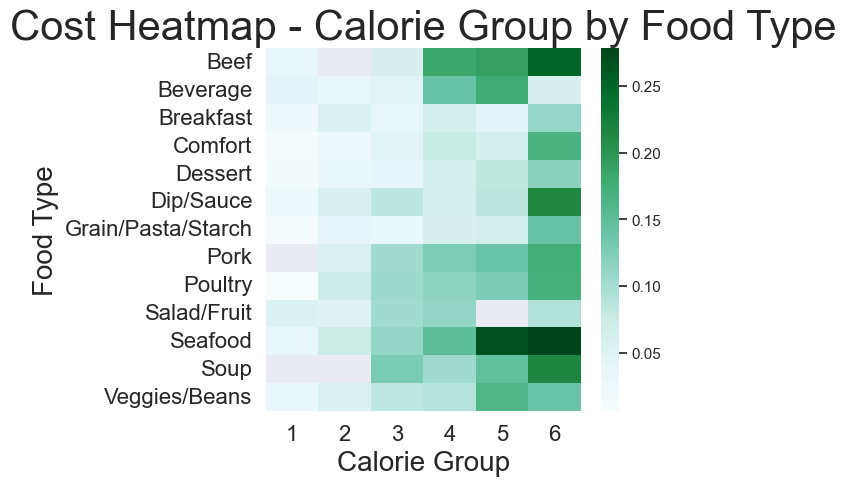 Cost Heatmap - Calorie Group by Food Type
Food Type
Beef
Beverage
Breakfast
Comfort
Dessert
Dip/Sauce
Grain/Pasta/Starch
Pork
Poultry
Salad/Fruit
Seafood
Soup
Veggies/Beans
1 2 3 4 5 6
Calorie Group
0.25
0.20
0.15
0.10
0.05